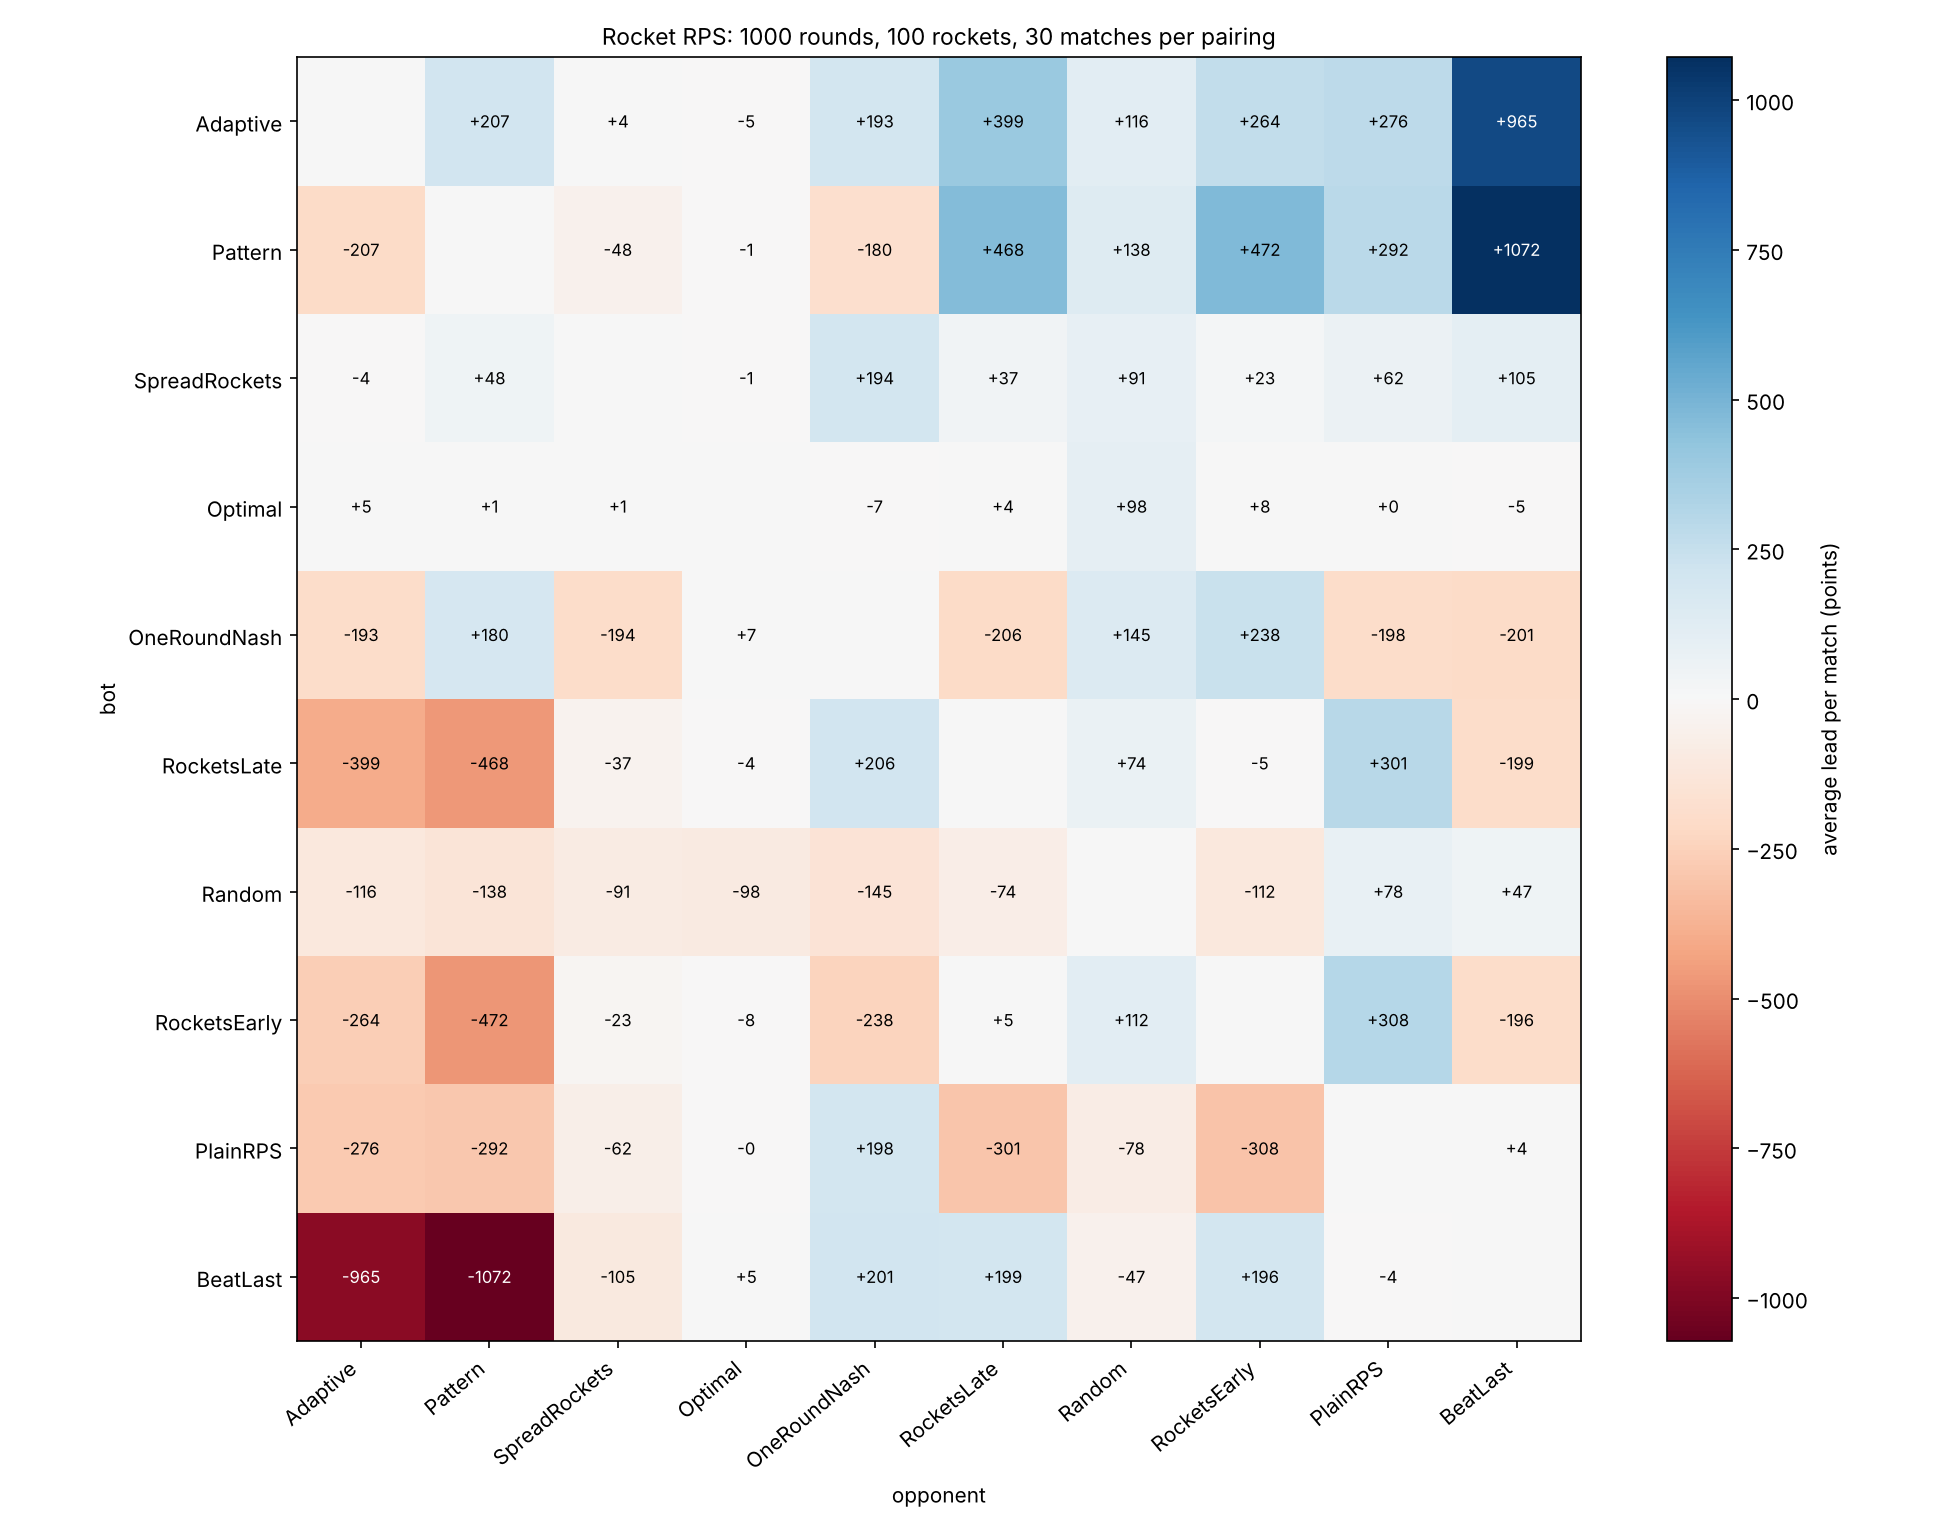 Rocket RPS: 1000 rounds, 100 rockets, 30 matches per pairing
Adaptive +207 +4 -5 +193 +399 +116 +264 +276 +965
Pattern -207 -48 -1 -180 +468 +138 +472 +292 +1072
SpreadRockets -4 +48 -1 +194 +37 +91 +23 +62 +105
Optimal +5 +1 +1 -7 +4 +98 +8 +0 -5
OneRoundNash -193 +180 -194 +7 -206 +145 +238 -198 -201
RocketsLate -399 -468 -37 -4 +206 +74 -5 +301 -199
Random -116 -138 -91 -98 -145 -74 -112 +78 +47
RocketsEarly -264 -472 -23 -8 -238 +5 +112 +308 -196
PlainRPS -276 -292 -62 -0 +198 -301 -78 -308 +4
BeatLast -965 -1072 -105 +5 +201 +199 -47 +196 -4
bot
Adaptive Pattern SpreadRockets Optimal OneRoundNash RocketsLate Random RocketsEarly PlainRPS BeatLast
opponent
1000
750
500
250
0
−250
−500
−750
−1000
average lead per match (points)